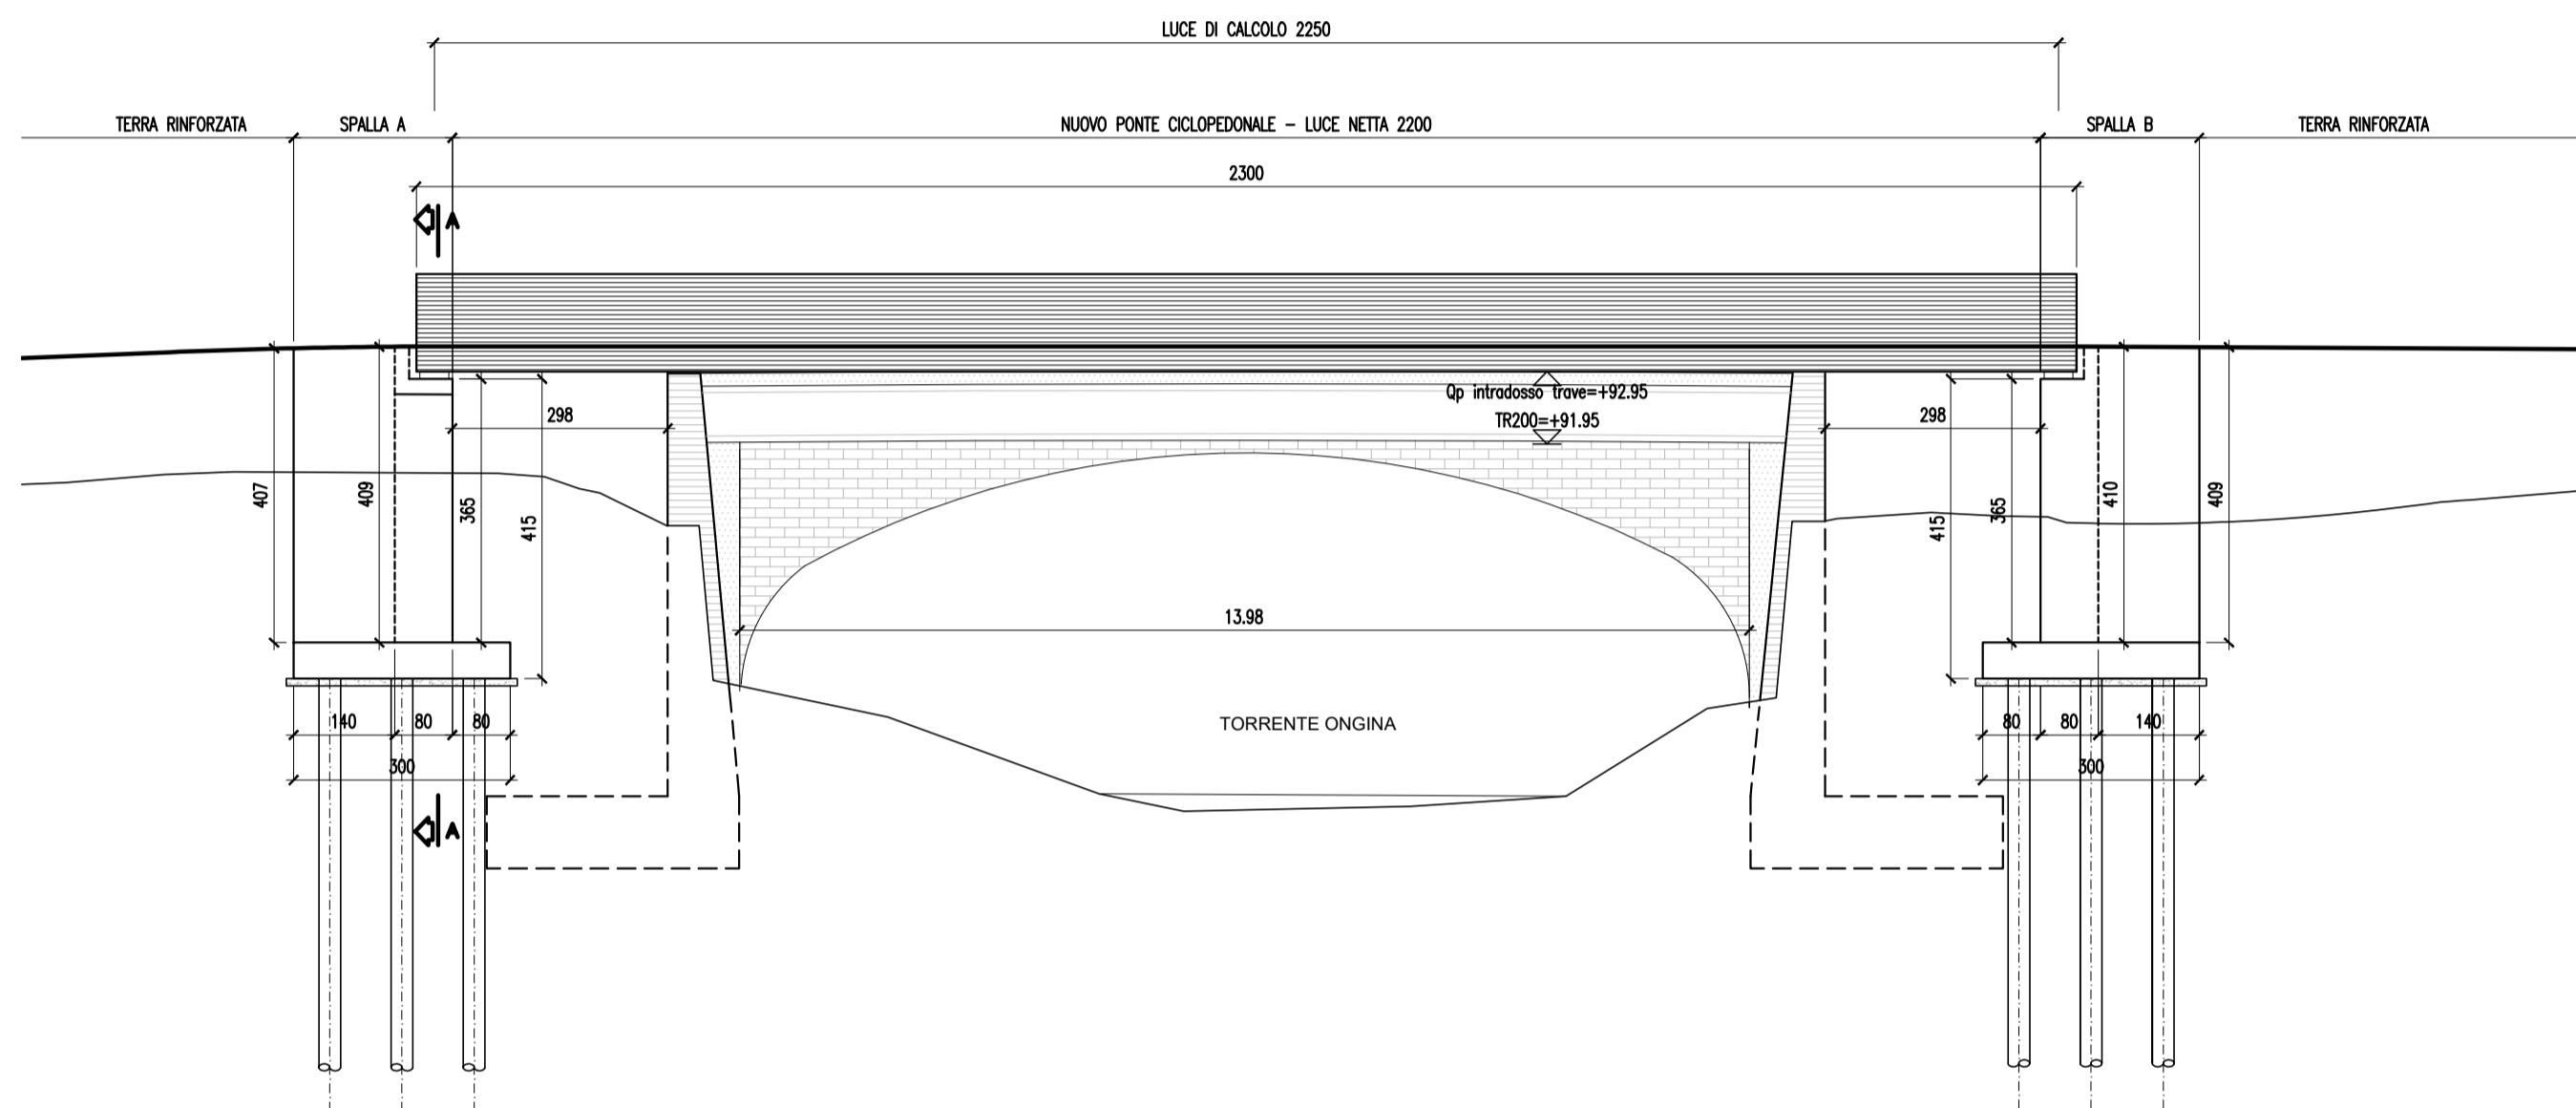 LUCE DI CALCOLO 2250
TERRA RINFORZATA
SPALLA A
NUOVO PONTE CICLOPEDONALE – LUCE NETTA 2200
SPALLA B
TERRA RINFORZATA
2300
A
Qp intradosso trave=+92.95
TR200=+91.95
298
298
407
409
365
415
415
365
410
409
13.98
TORRENTE ONGINA
140
80
80
300
80
80
140
300
A